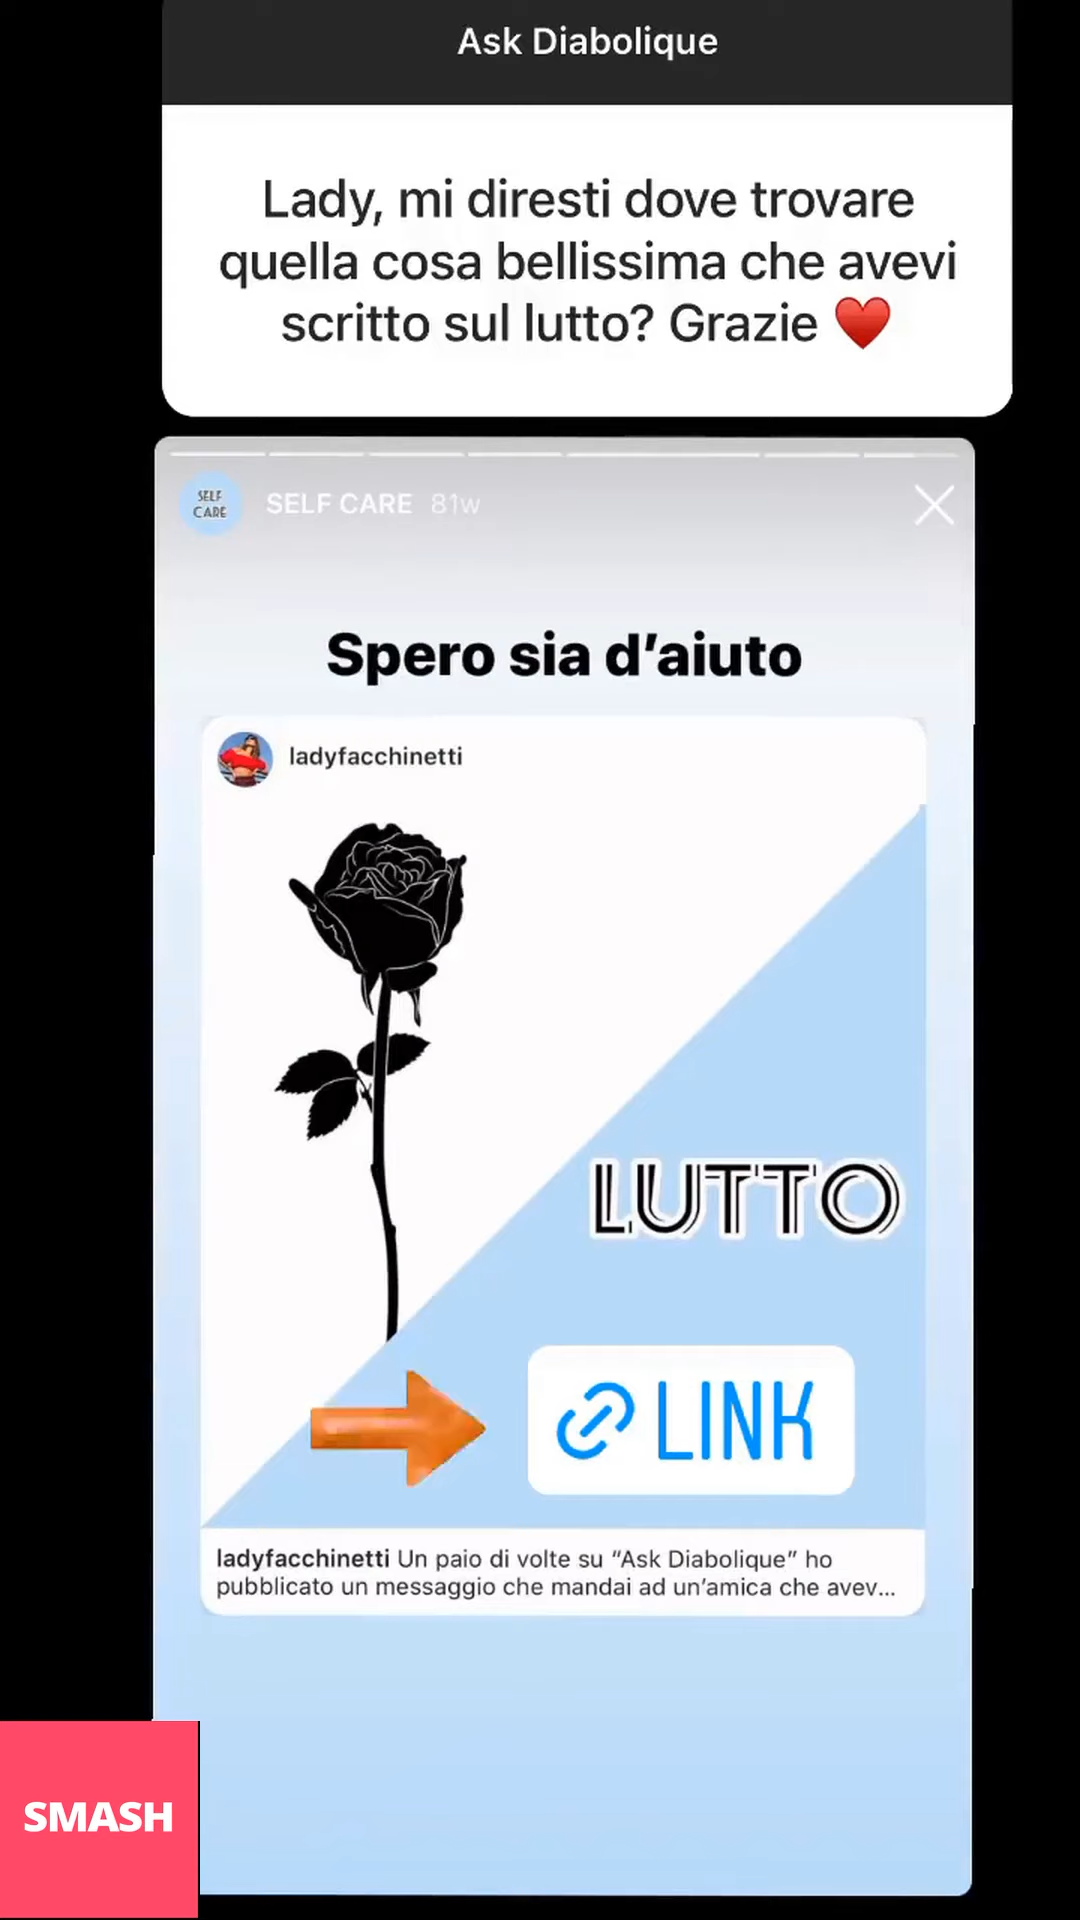 Ask Diabolique
Lady, mi diresti dove trovare
quella cosa bellissima che avevi
scritto sul lutto? Grazie ❤️
SELF
CARE
SELF CARE 81w
Spero sia d’aiuto
ladyfacchinetti
LUTTO
LINK
ladyfacchinetti Un paio di volte su “Ask Diabolique” ho
pubblicato un messaggio che mandai ad un’amica che avev...
SMASH